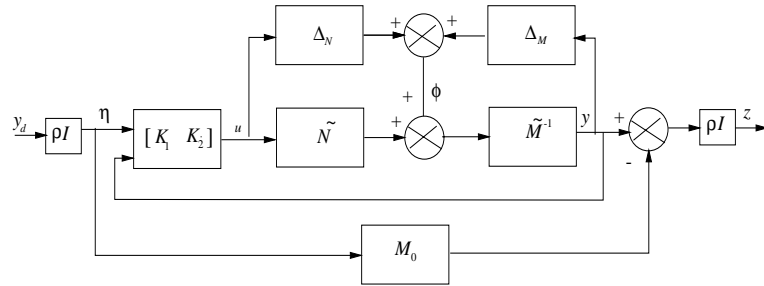 Δ_N
+
+
Δ_M
+
φ
y_d
ρI
η
[ K_1 K_2 ]
u
Ñ
+
M̃^{-1}
y
+
-
ρI
z
M_0